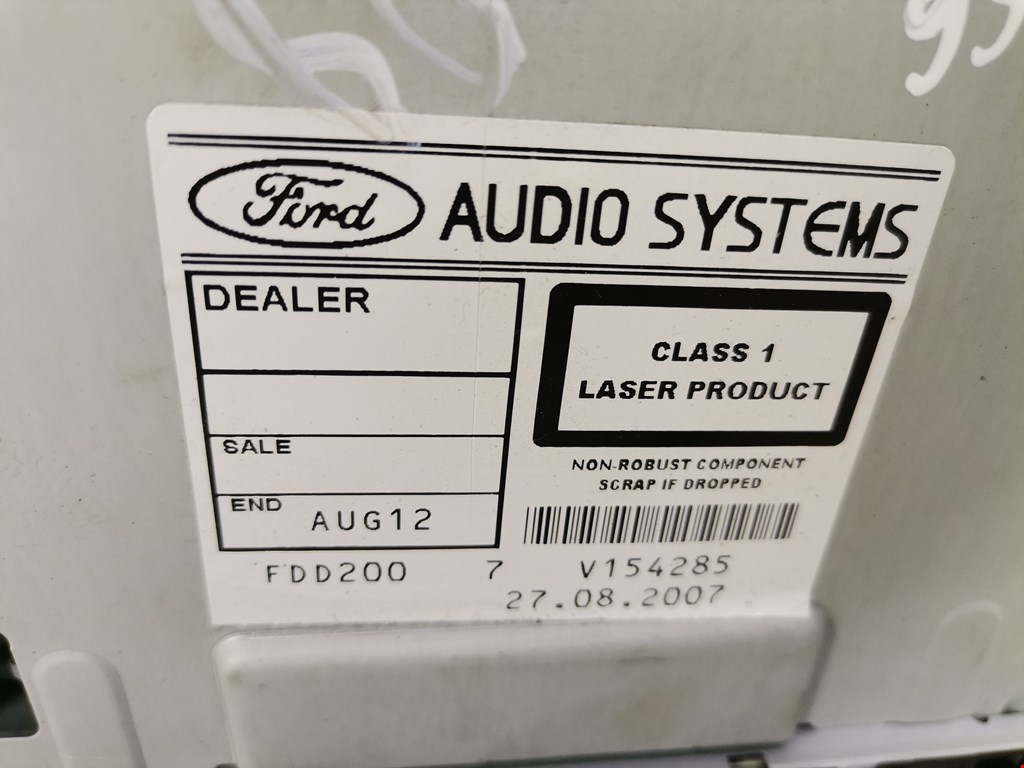 95
Ford AUDIO SYSTEMS
DEALER
CLASS 1
LASER PRODUCT
SALE
NON-ROBUST COMPONENT
SCRAP IF DROPPED
END AUG12
FDD200 7 V154285
27.08.2007